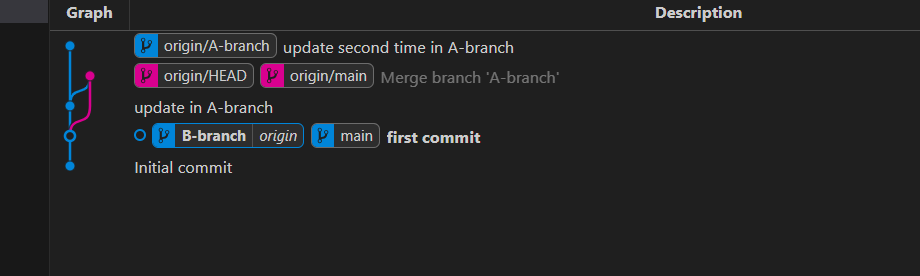 Graph Description
origin/A-branch update second time in A-branch
origin/HEAD origin/main Merge branch 'A-branch'
update in A-branch
B-branch origin main first commit
Initial commit